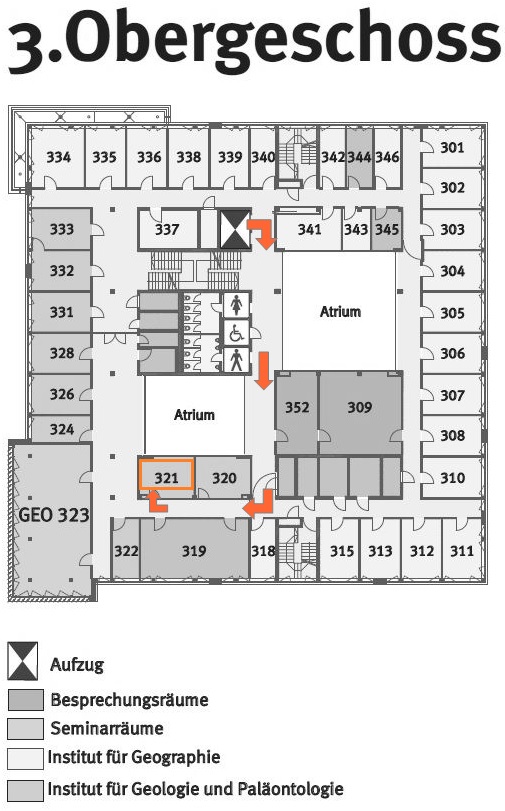 3.Obergeschoss
334 335 336 338 339 340 342 344 346 301
302
333 337 341 343 345 303
332 304
Atrium
331 305
328 306
326 352 309 307
Atrium
324 308
321 320 310
GEO 323
322 319 318 315 313 312 311
Aufzug
Besprechungsräume
Seminarräume
Institut für Geographie
Institut für Geologie und Paläontologie